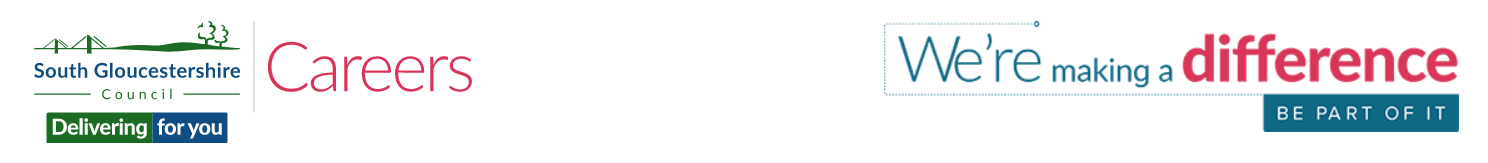 South Gloucestershire
Council
Delivering for you
Careers
We're making a difference
BE PART OF IT